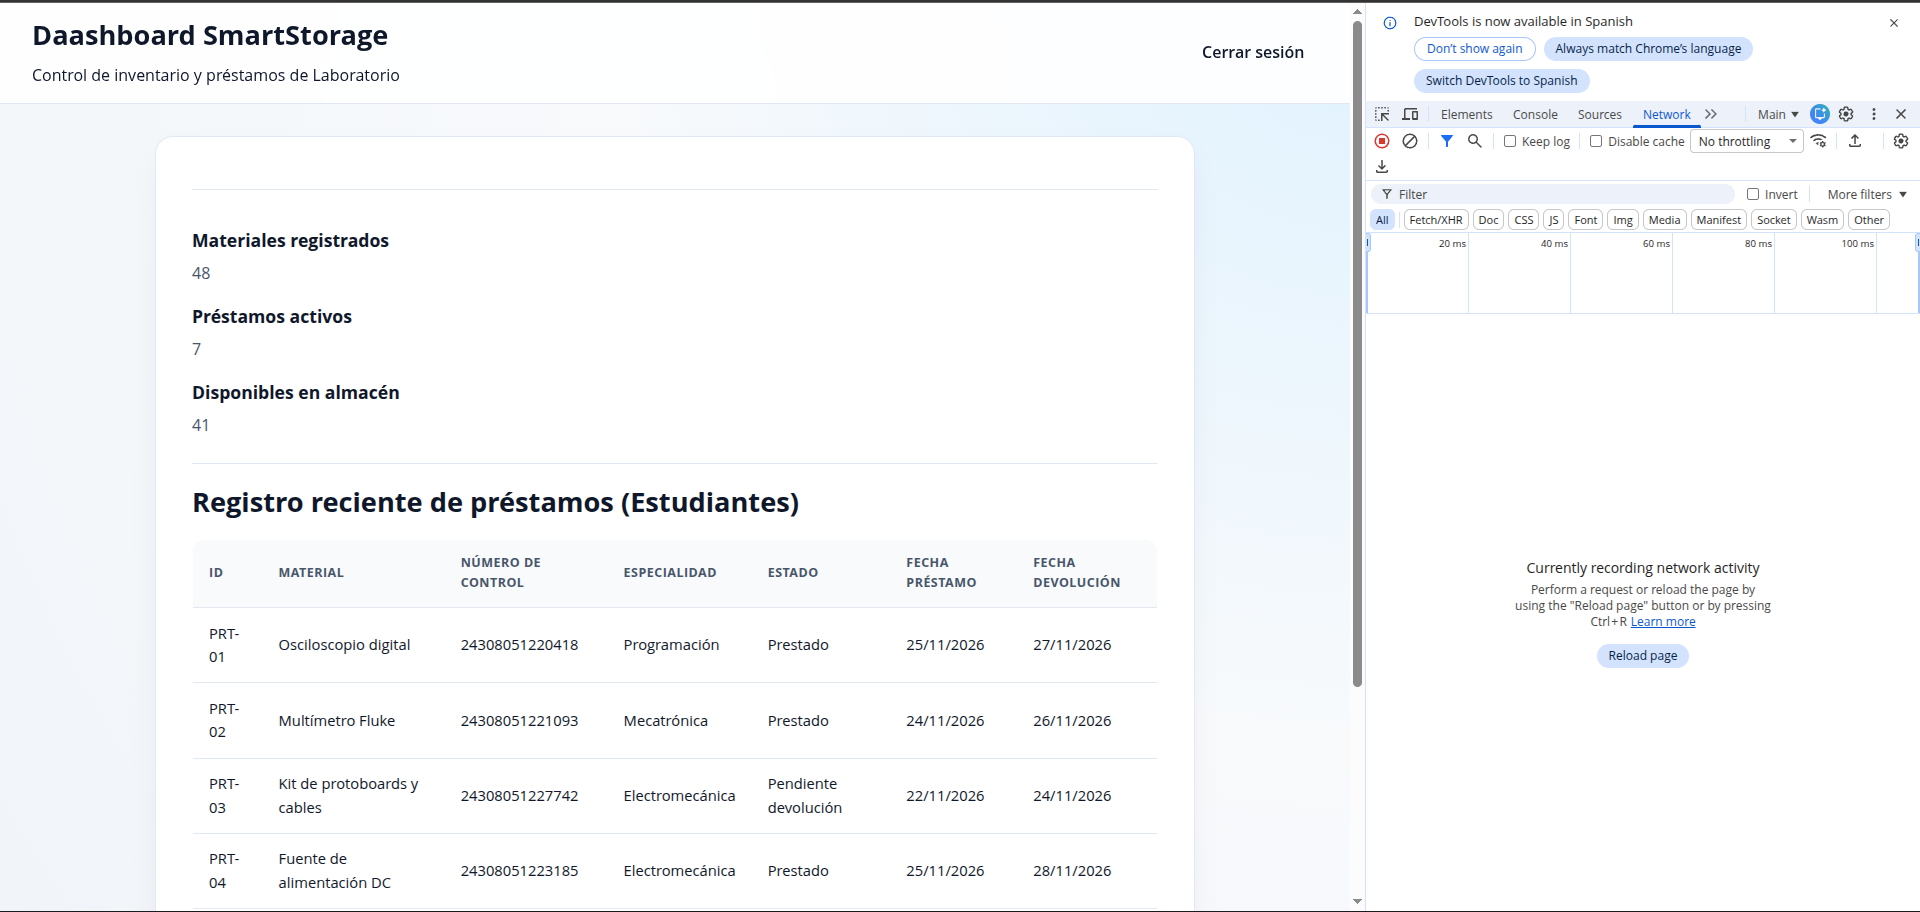 Daashboard SmartStorage
Control de inventario y préstamos de Laboratorio
Cerrar sesión
Materiales registrados
48
Préstamos activos
7
Disponibles en almacén
41
Registro reciente de préstamos (Estudiantes)
ID MATERIAL NÚMERO DE CONTROL ESPECIALIDAD ESTADO FECHA PRÉSTAMO FECHA DEVOLUCIÓN
PRT-01 Osciloscopio digital 24308051220418 Programación Prestado 25/11/2026 27/11/2026
PRT-02 Multímetro Fluke 24308051221093 Mecatrónica Prestado 24/11/2026 26/11/2026
PRT-03 Kit de protoboards y cables 24308051227742 Electromecánica Pendiente devolución 22/11/2026 24/11/2026
PRT-04 Fuente de alimentación DC 24308051223185 Electromecánica Prestado 25/11/2026 28/11/2026
DevTools is now available in Spanish
Don't show again Always match Chrome's language
Switch DevTools to Spanish
Elements Console Sources Network Main
Keep log Disable cache No throttling
Filter Invert More filters
All Fetch/XHR Doc CSS JS Font Img Media Manifest Socket Wasm Other
20 ms 40 ms 60 ms 80 ms 100 ms
Currently recording network activity
Perform a request or reload the page by
using the "Reload page" button or by pressing
Ctrl+R Learn more
Reload page